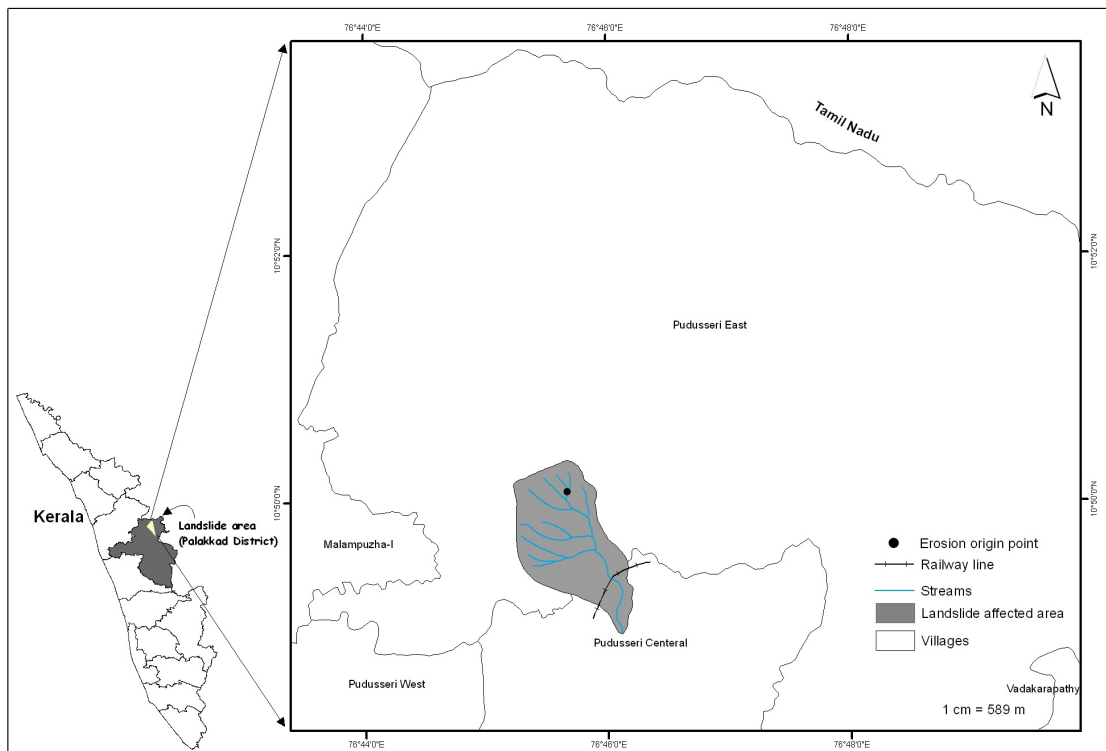 76°44'0"E
76°46'0"E
76°48'0"E
N
Tamil Nadu
10°52'0"N
10°52'0"N
Pudusseri East
Kerala
Landslide area
(Palakkad District)
10°50'0"N
10°50'0"N
Malampuzha-I
Erosion origin point
Railway line
Streams
Landslide affected area
Villages
Pudusseri Centeral
Pudusseri West
Vadakarapathy
1 cm = 589 m
76°44'0"E
76°46'0"E
76°48'0"E